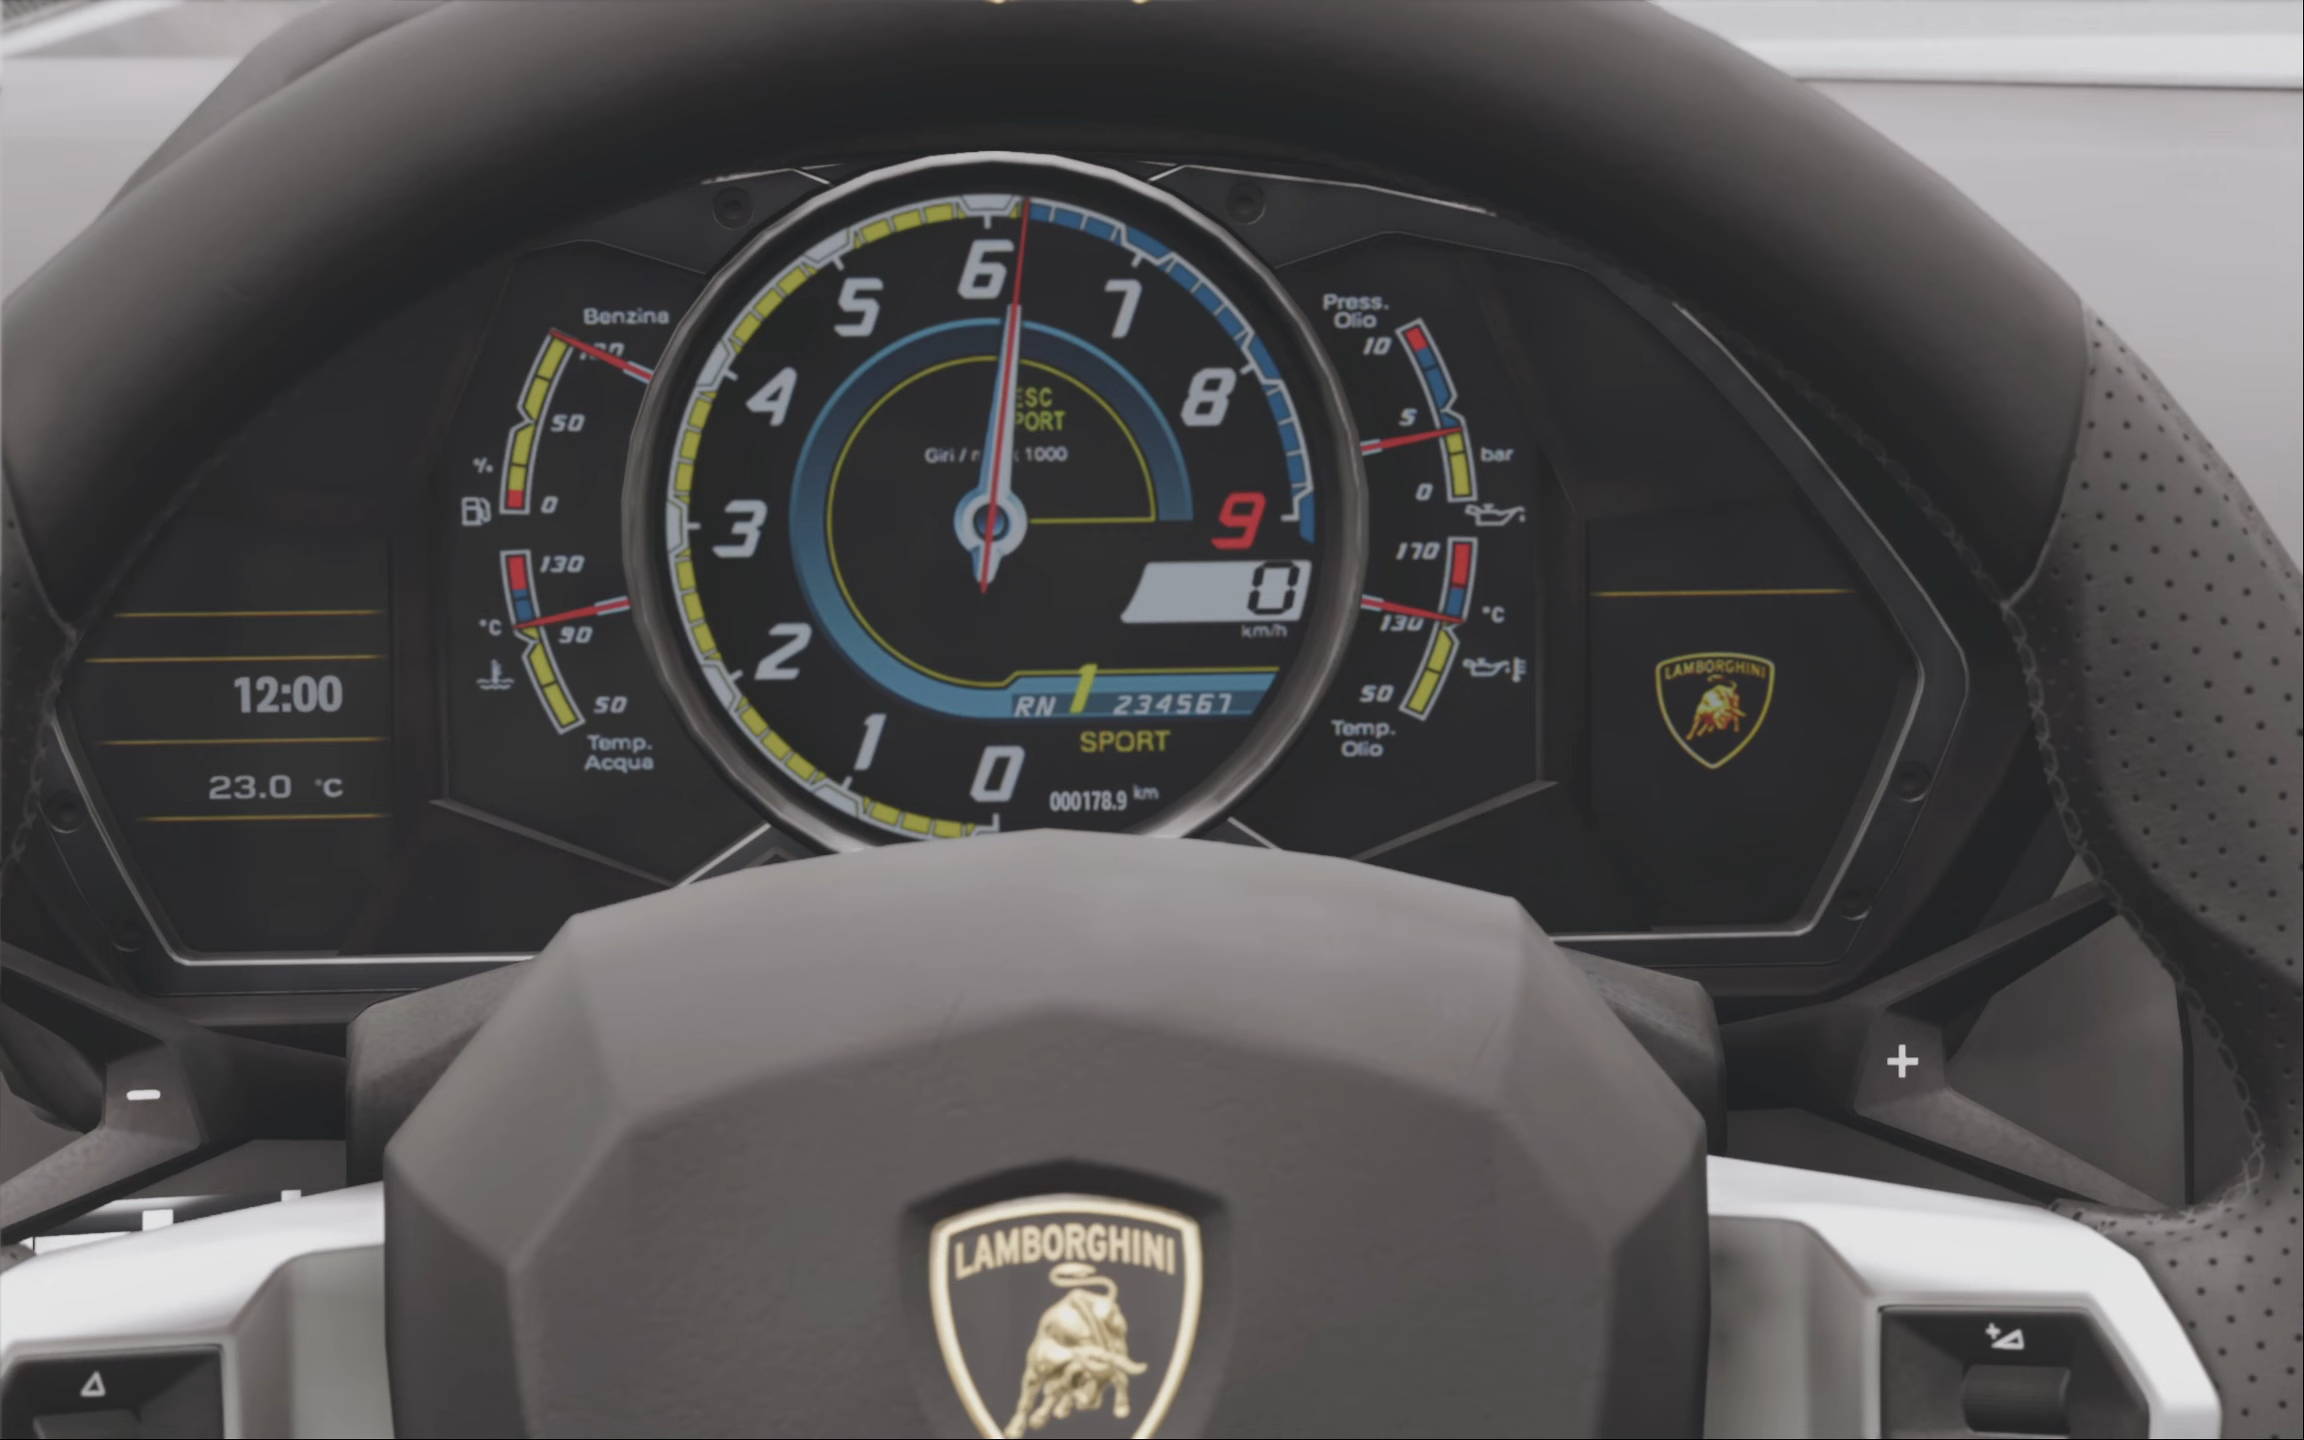 Benzina
50
%
0
130
°C
90
50
Temp.
Acqua
12:00
23.0 °C
6
5
7
4
8
3
9
2
1
0
ESC
Giri / 1000
0
km/h
RN 1 234567
SPORT
000178.9 km
Press.
Olio
10
5
bar
0
170
°C
130
50
Temp.
Olio
LAMBORGHINI
-
+
LAMBORGHINI